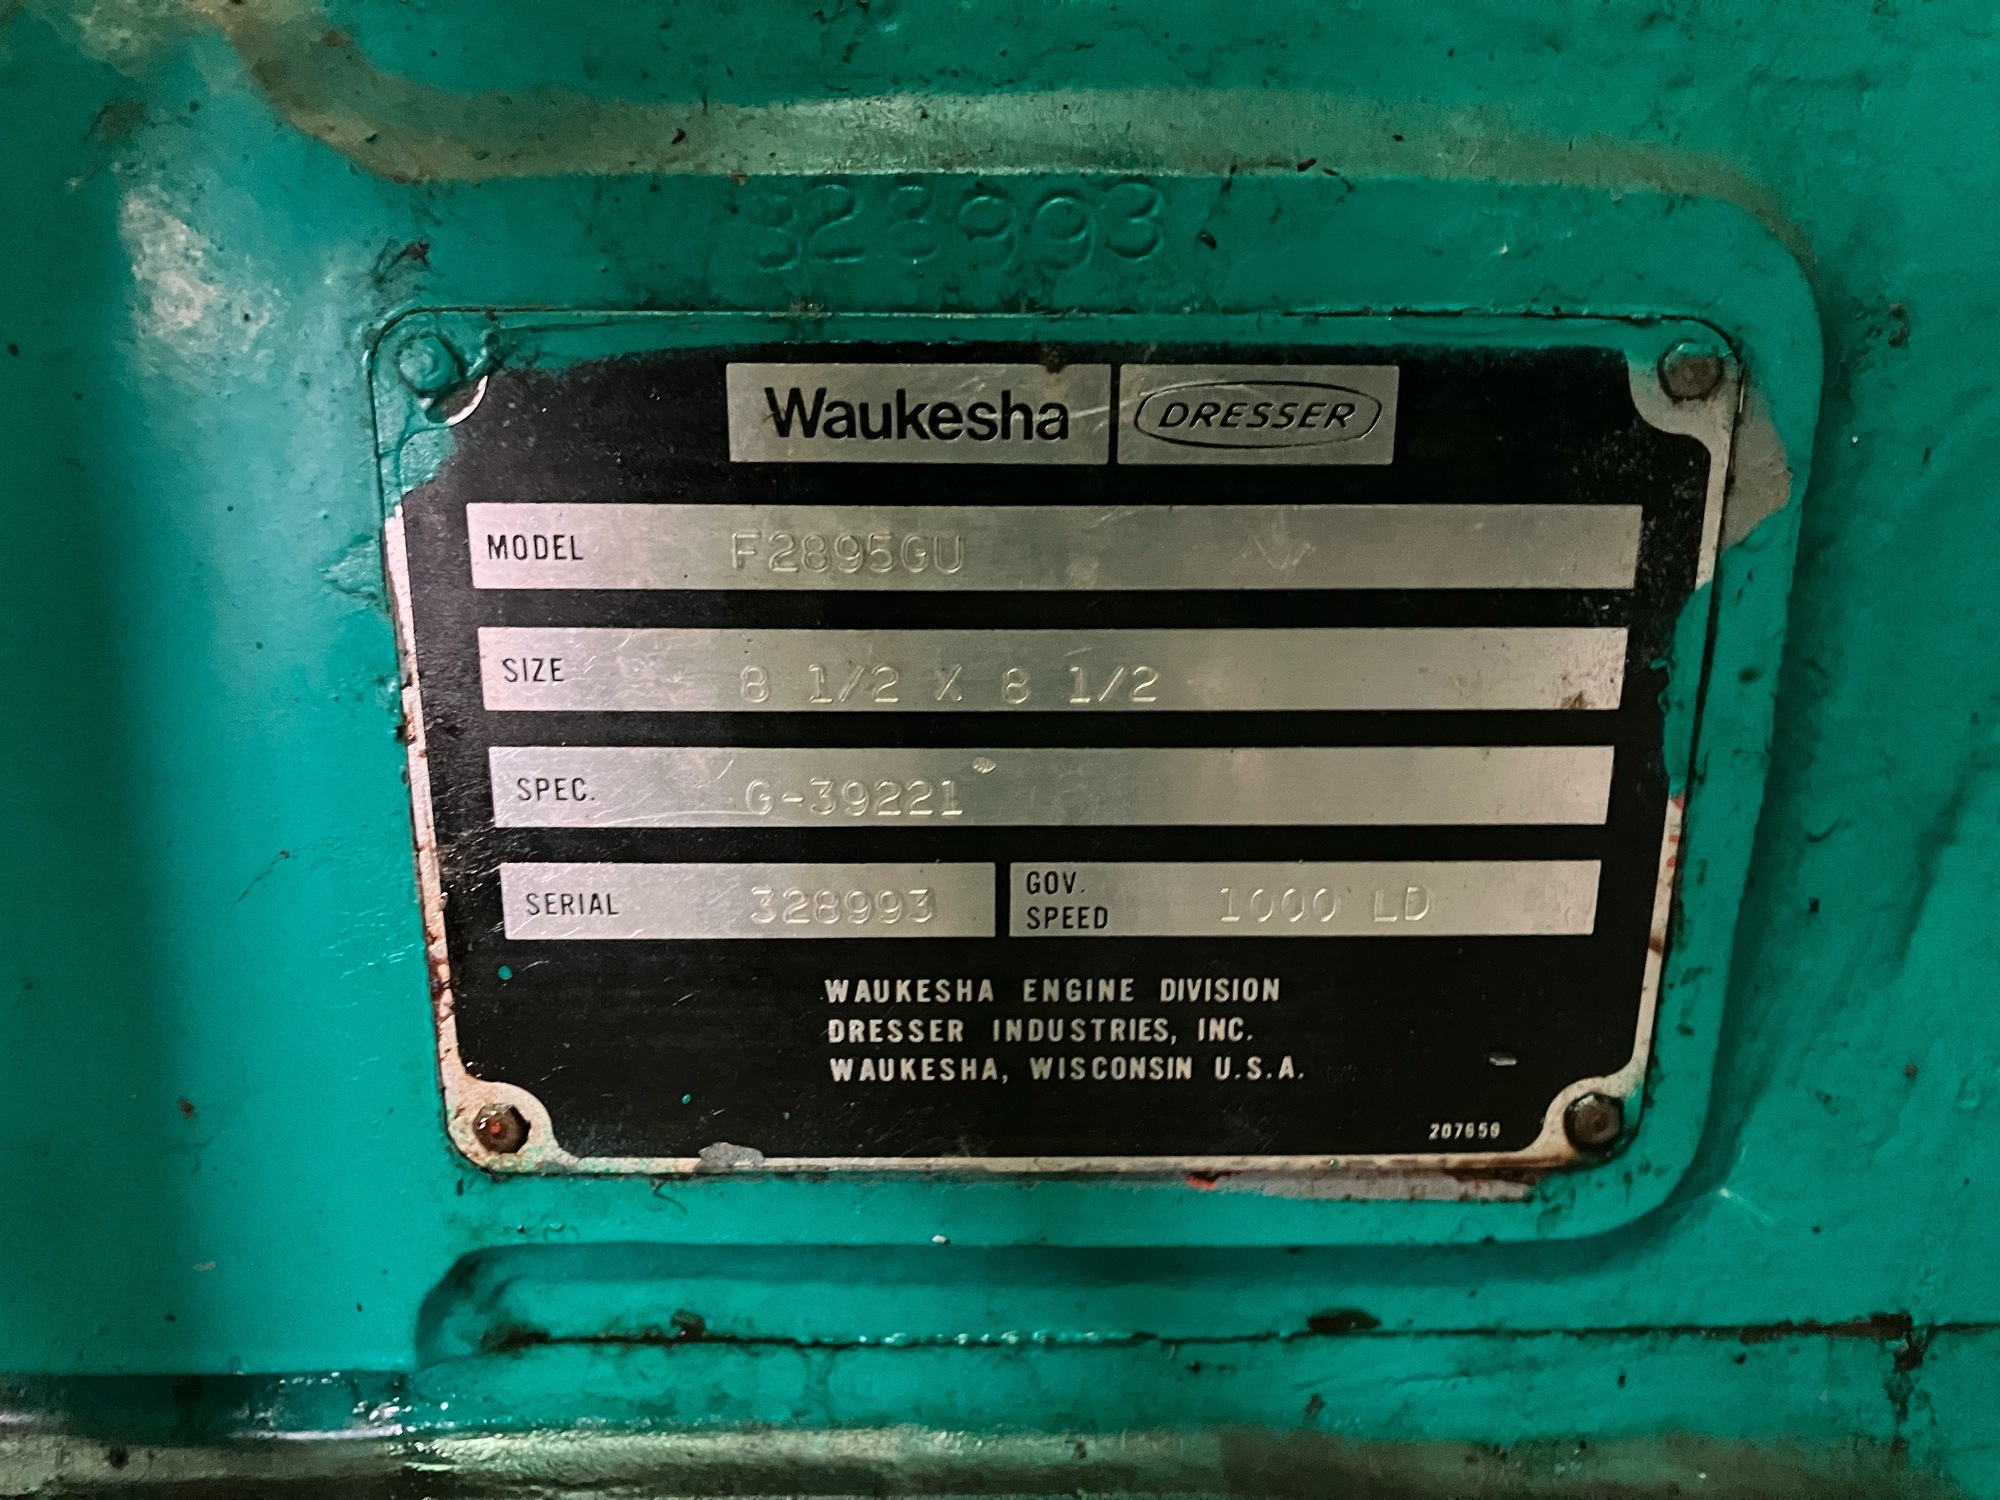 328993
Waukesha DRESSER
MODEL F2895GU
SIZE 8 1/2 X 8 1/2
SPEC. G-39221
SERIAL 328993 GOV. SPEED 1000 LD
WAUKESHA ENGINE DIVISION
DRESSER INDUSTRIES, INC.
WAUKESHA, WISCONSIN U.S.A.
207659